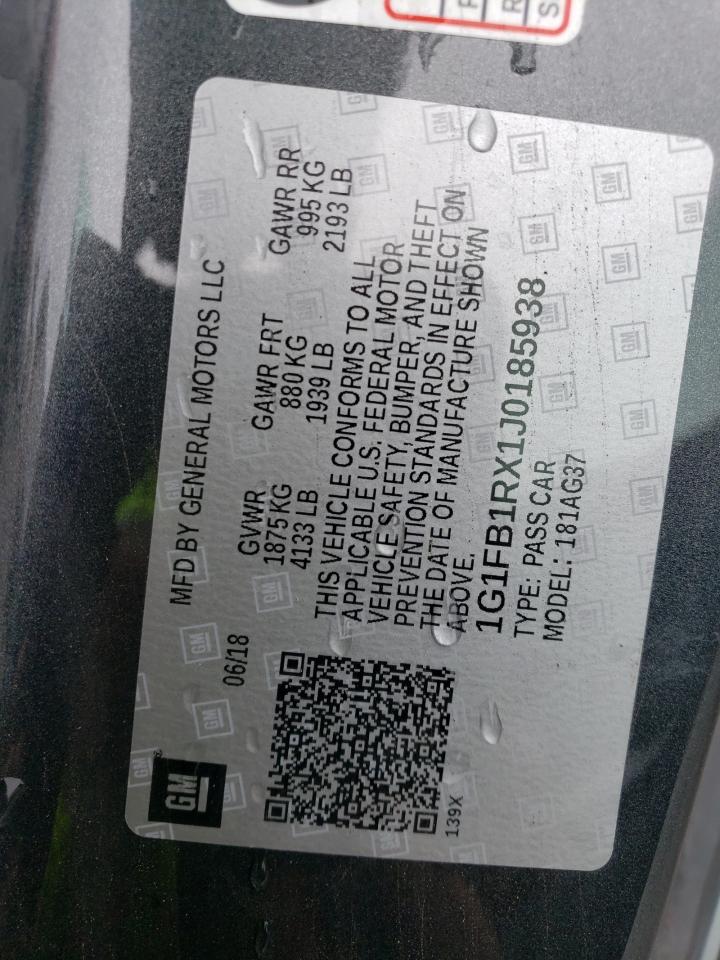 GM
MFD BY GENERAL MOTORS LLC
06/18
GVWR GAWR FRT GAWR RR
1875 KG 880 KG 995 KG
4133 LB 1939 LB 2193 LB
THIS VEHICLE CONFORMS TO ALL
APPLICABLE U.S. FEDERAL MOTOR
VEHICLE SAFETY, BUMPER, AND THEFT
PREVENTION STANDARDS IN EFFECT ON
THE DATE OF MANUFACTURE SHOWN
ABOVE.
1G1FB1RX1J0185938
TYPE: PASS CAR
MODEL: 181AG37
139X